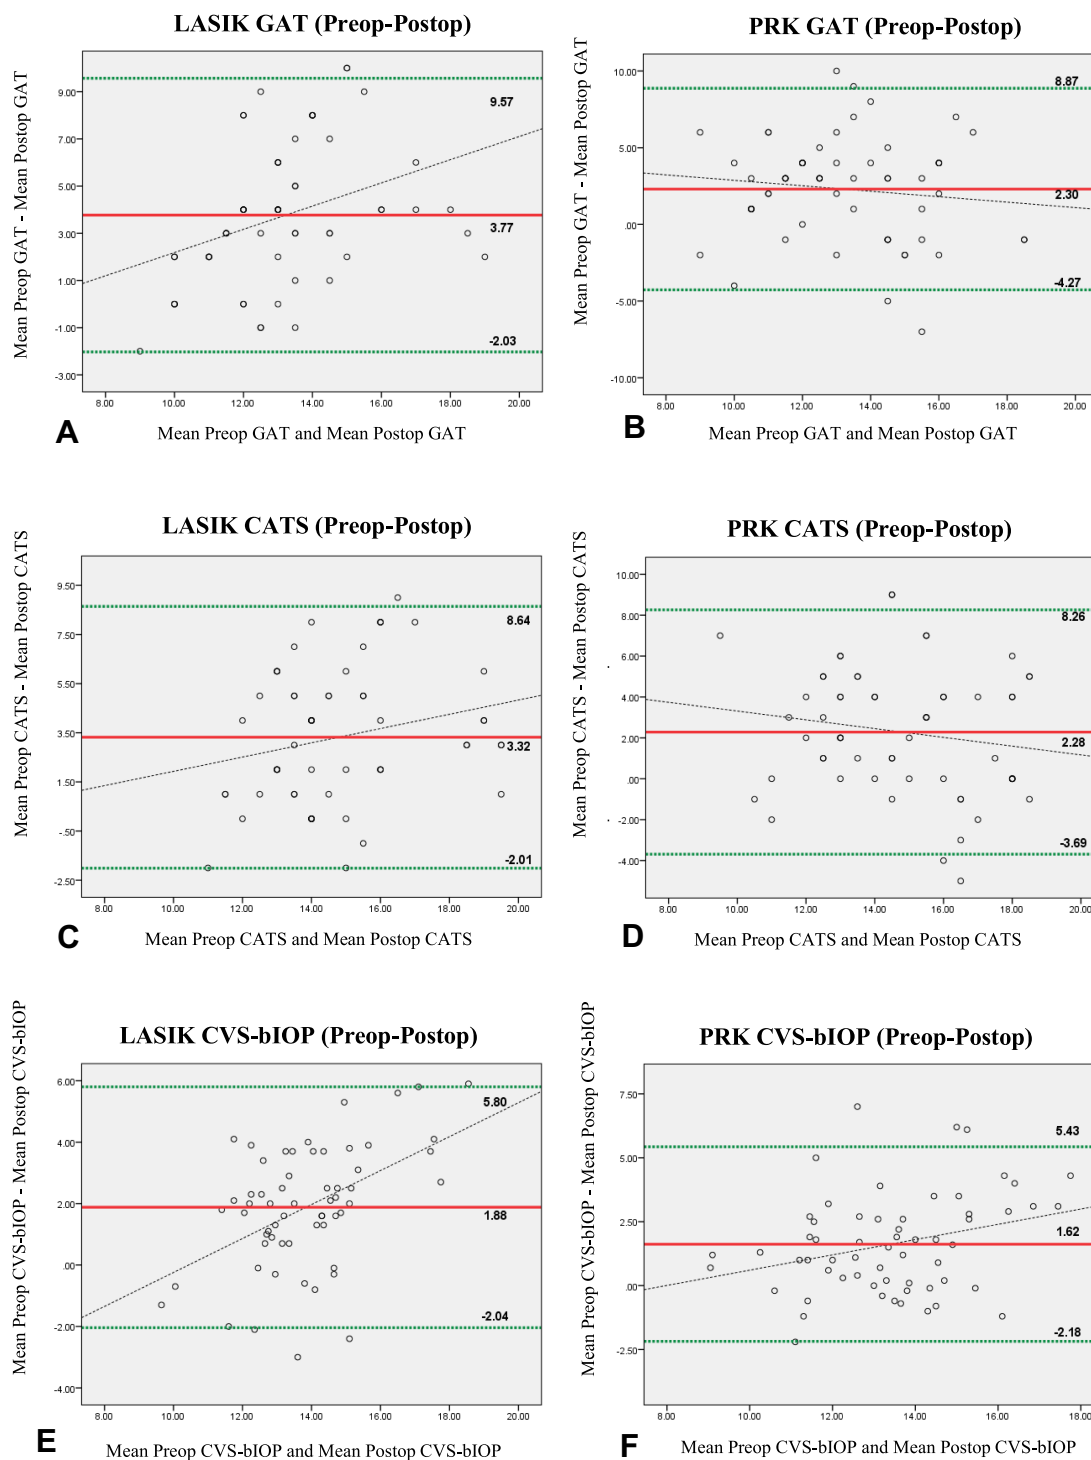 LASIK GAT (Preop-Postop)
Mean Preop GAT - Mean Postop GAT
9.00
7.00
5.00
3.00
1.00
-1.00
-3.00
9.57
3.77
-2.03
8.00 10.00 12.00 14.00 16.00 18.00 20.00
A
Mean Preop GAT and Mean Postop GAT
PRK GAT (Preop-Postop)
Mean Preop GAT - Mean Postop GAT
10.00
5.00
.00
-5.00
-10.00
8.87
2.30
-4.27
8.00 10.00 12.00 14.00 16.00 18.00 20.00
B
Mean Preop GAT and Mean Postop GAT
LASIK CATS (Preop-Postop)
Mean Preop CATS - Mean Postop CATS
9.50
7.50
5.50
3.50
1.50
-.50
-2.50
8.64
3.32
-2.01
8.00 10.00 12.00 14.00 16.00 18.00 20.00
C
Mean Preop CATS and Mean Postop CATS
PRK CATS (Preop-Postop)
Mean Preop CATS - Mean Postop CATS
10.00
8.00
6.00
4.00
2.00
.00
-2.00
-4.00
8.26
2.28
-3.69
8.00 10.00 12.00 14.00 16.00 18.00 20.00
D
Mean Preop CATS and Mean Postop CATS
LASIK CVS-bIOP (Preop-Postop)
Mean Preop CVS-bIOP - Mean Postop CVS-bIOP
6.00
4.00
2.00
.00
-2.00
-4.00
5.80
1.88
-2.04
8.00 10.00 12.00 14.00 16.00 18.00 20.00
E
Mean Preop CVS-bIOP and Mean Postop CVS-bIOP
PRK CVS-bIOP (Preop-Postop)
Mean Preop CVS-bIOP - Mean Postop CVS-bIOP
7.50
5.00
2.50
.00
-2.50
5.43
1.62
-2.18
8.00 10.00 12.00 14.00 16.00 18.00
F
Mean Preop CVS-bIOP and Mean Postop CVS-bIOP